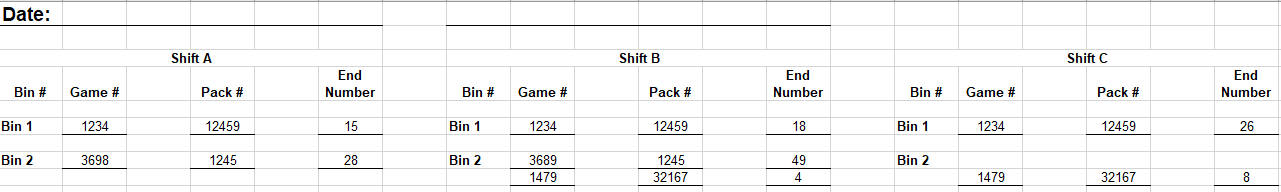 Date:
Shift A Shift B Shift C
End End End
Bin # Game # Pack # Number Bin # Game # Pack # Number Bin # Game # Pack # Number
Bin 1 1234 12459 15 Bin 1 1234 12459 18 Bin 1 1234 12459 26
Bin 2 3698 1245 28 Bin 2 3689 1245 49 Bin 2
1479 32167 4 1479 32167 8